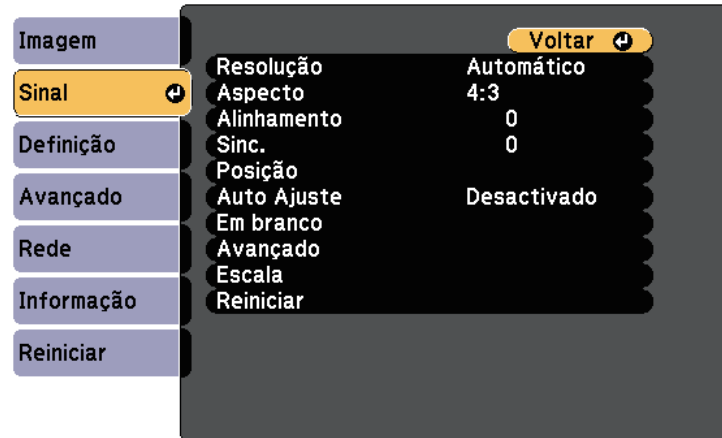 Imagem
Sinal
Definição
Avançado
Rede
Informação
Reiniciar
Voltar
Resolução Automático
Aspecto 4:3
Alinhamento 0
Sinc. 0
Posição
Auto Ajuste Desactivado
Em branco
Avançado
Escala
Reiniciar